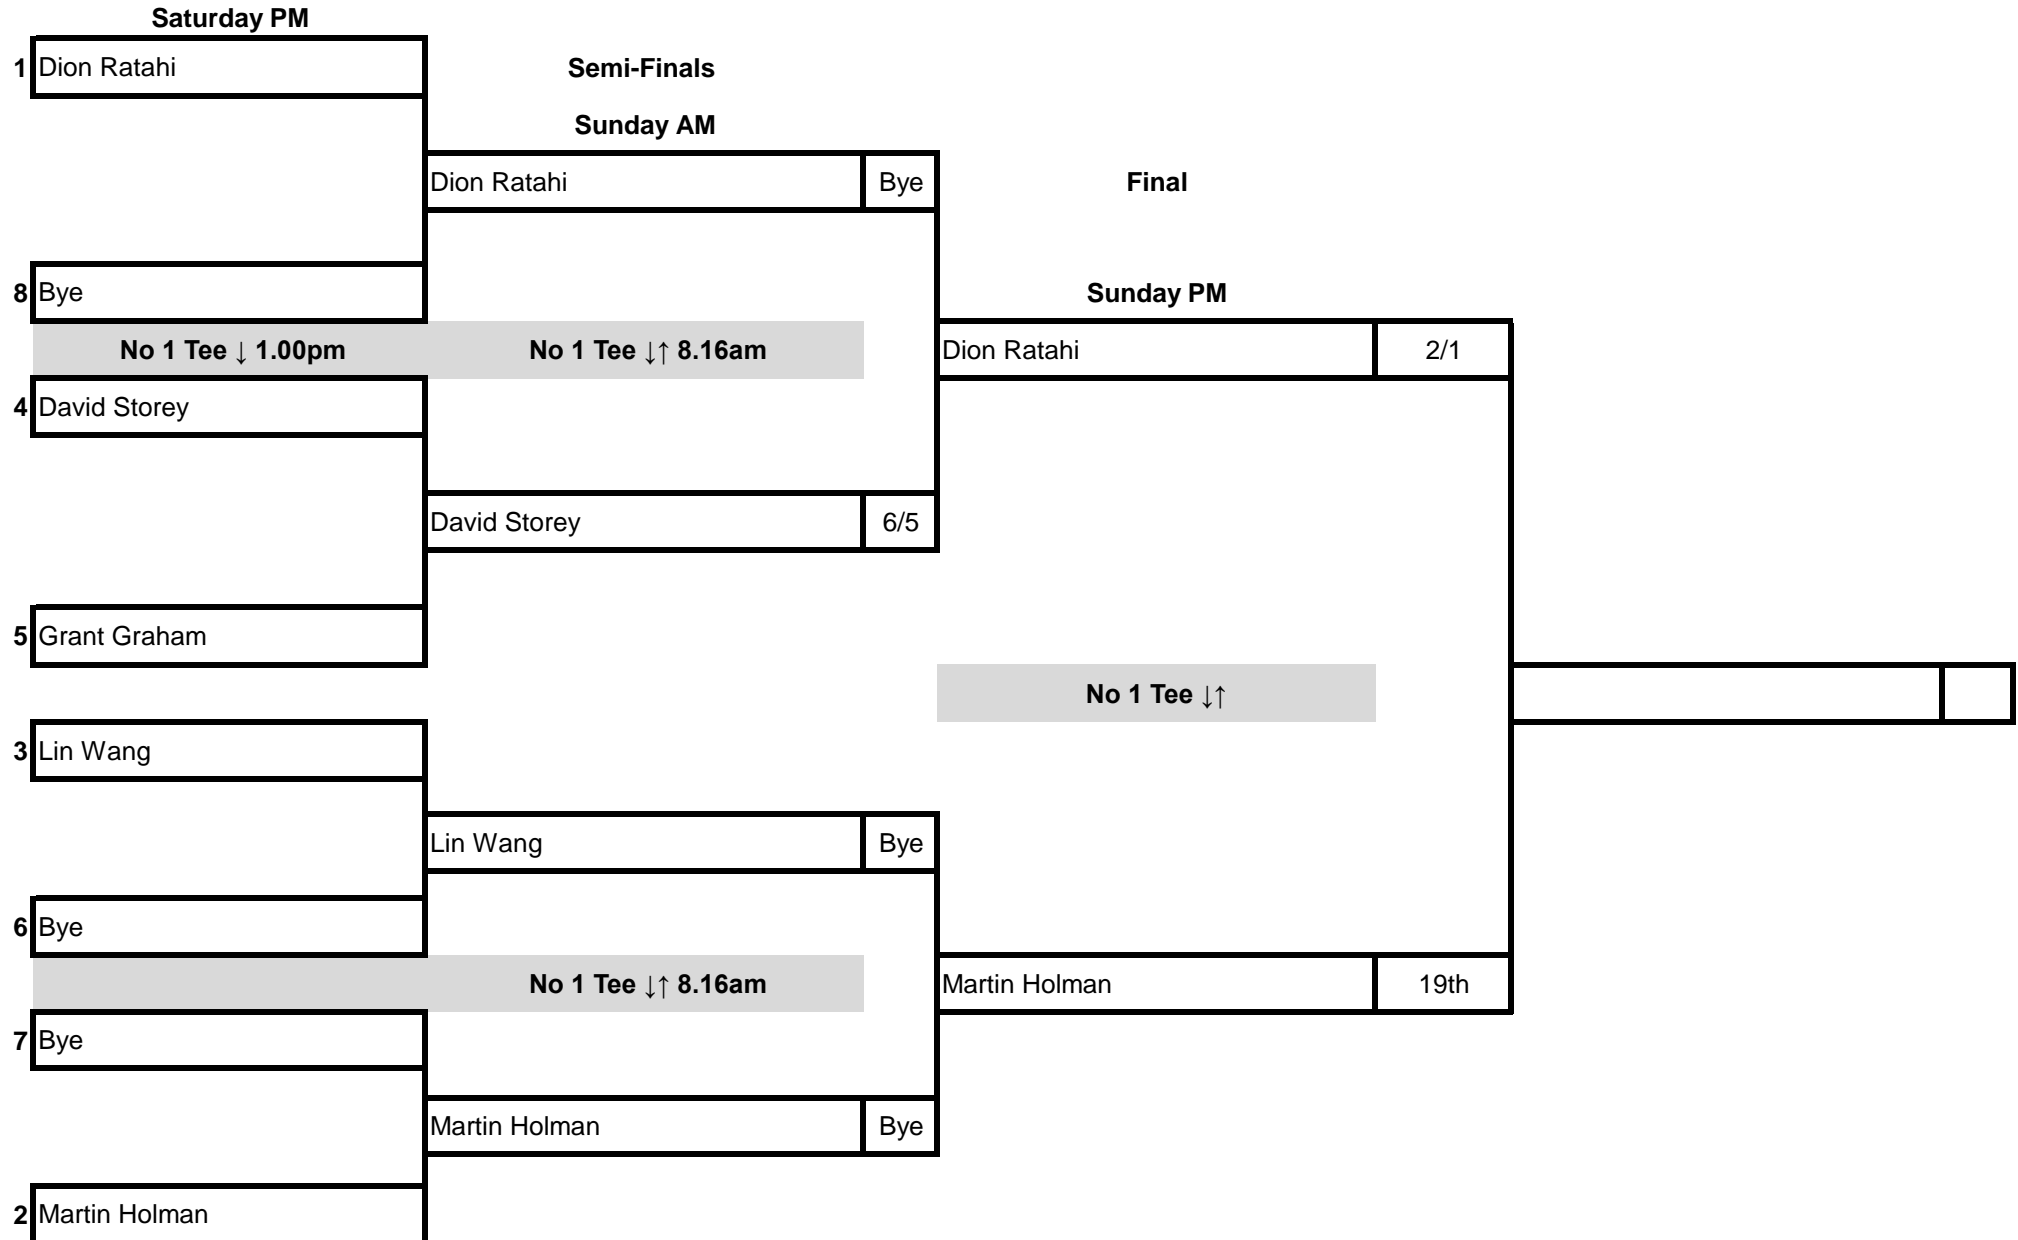 Saturday PM
1 Dion Ratahi Semi-Finals
Sunday AM
Dion Ratahi Bye Final
8 Bye Sunday PM
No 1 Tee ↓ 1.00pm No 1 Tee ↓↑ 8.16am Dion Ratahi 2/1
4 David Storey
David Storey 6/5
5 Grant Graham
No 1 Tee ↓↑
3 Lin Wang
Lin Wang Bye
6 Bye
No 1 Tee ↓↑ 8.16am Martin Holman 19th
7 Bye
Martin Holman Bye
2 Martin Holman